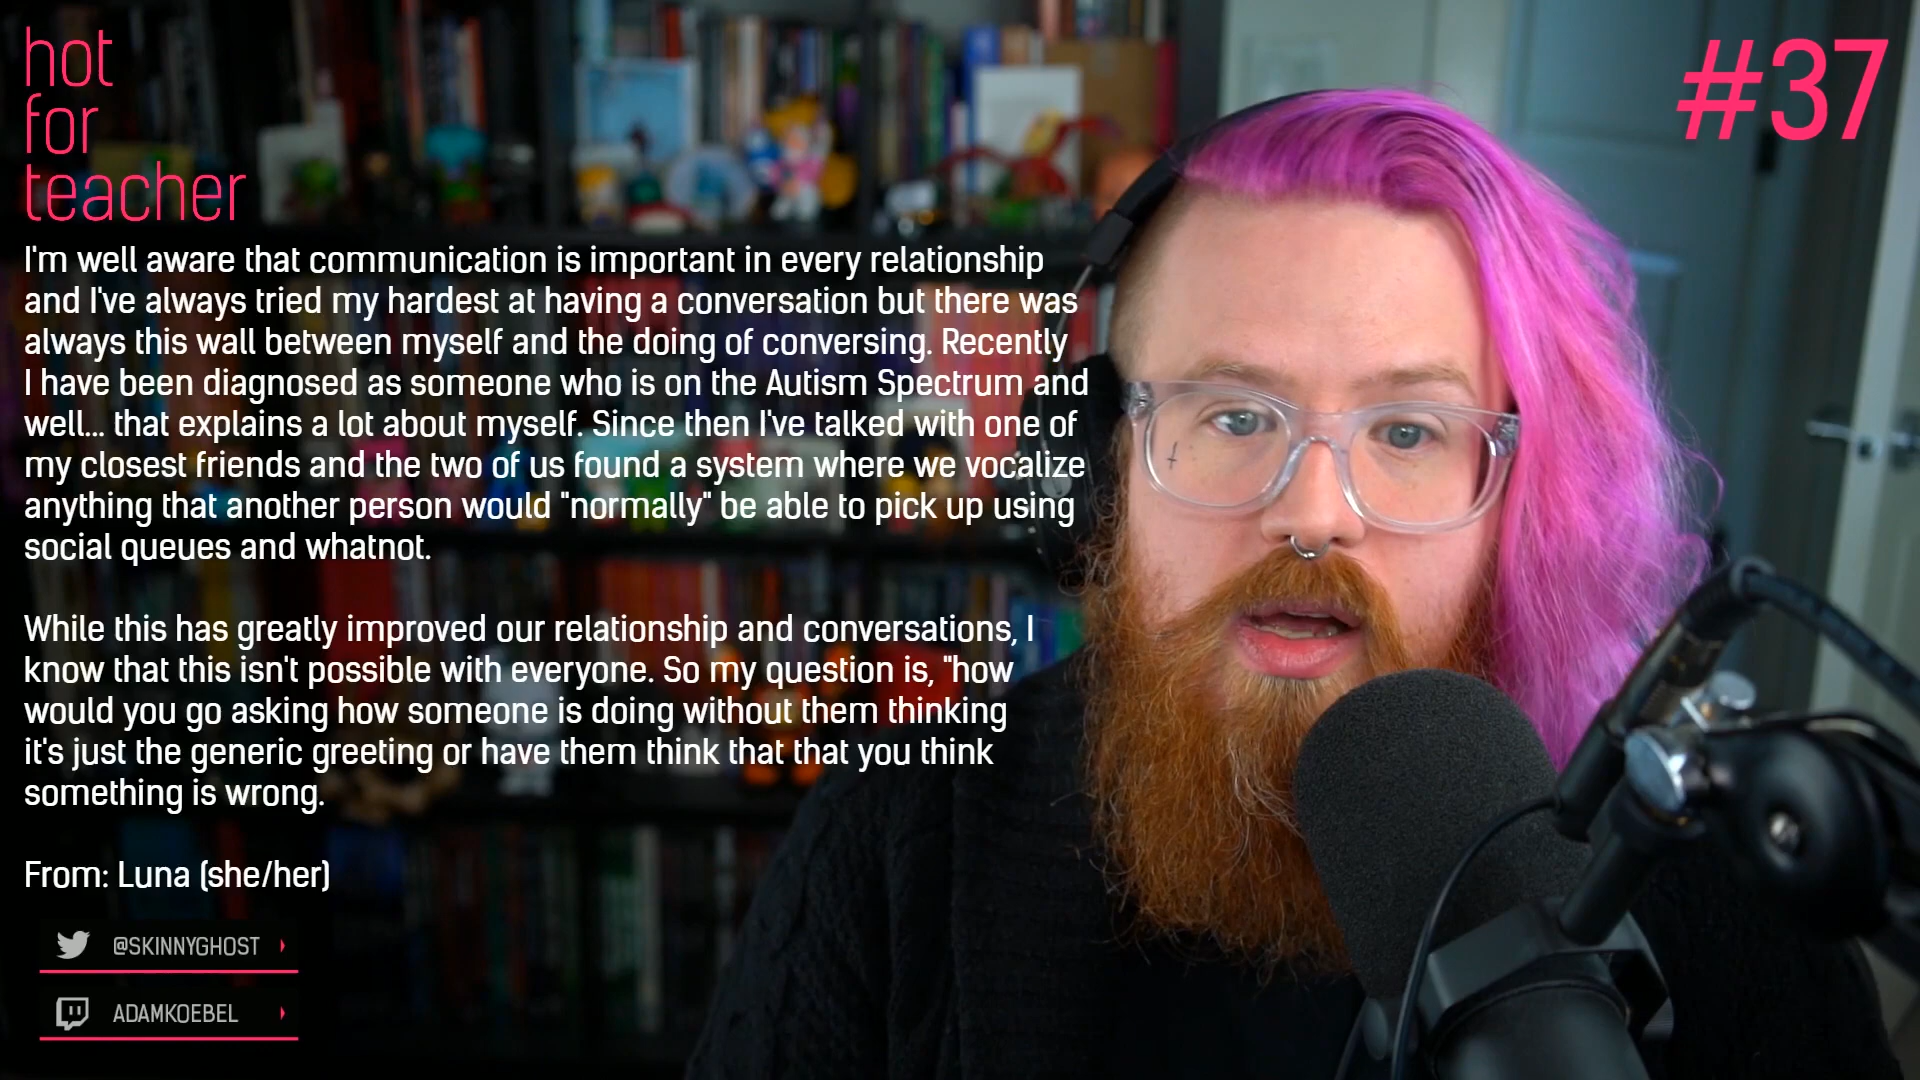 hot
for
teacher
#37
I'm well aware that communication is important in every relationship
and I've always tried my hardest at having a conversation but there was
always this wall between myself and the doing of conversing. Recently
I have been diagnosed as someone who is on the Autism Spectrum and
well... that explains a lot about myself. Since then I've talked with one of
my closest friends and the two of us found a system where we vocalize
anything that another person would "normally" be able to pick up using
social queues and whatnot.
While this has greatly improved our relationship and conversations, I
know that this isn't possible with everyone. So my question is, "how
would you go asking how someone is doing without them thinking
it's just the generic greeting or have them think that that you think
something is wrong.
From: Luna (she/her)
@SKINNYGHOST
ADAMKOEBEL